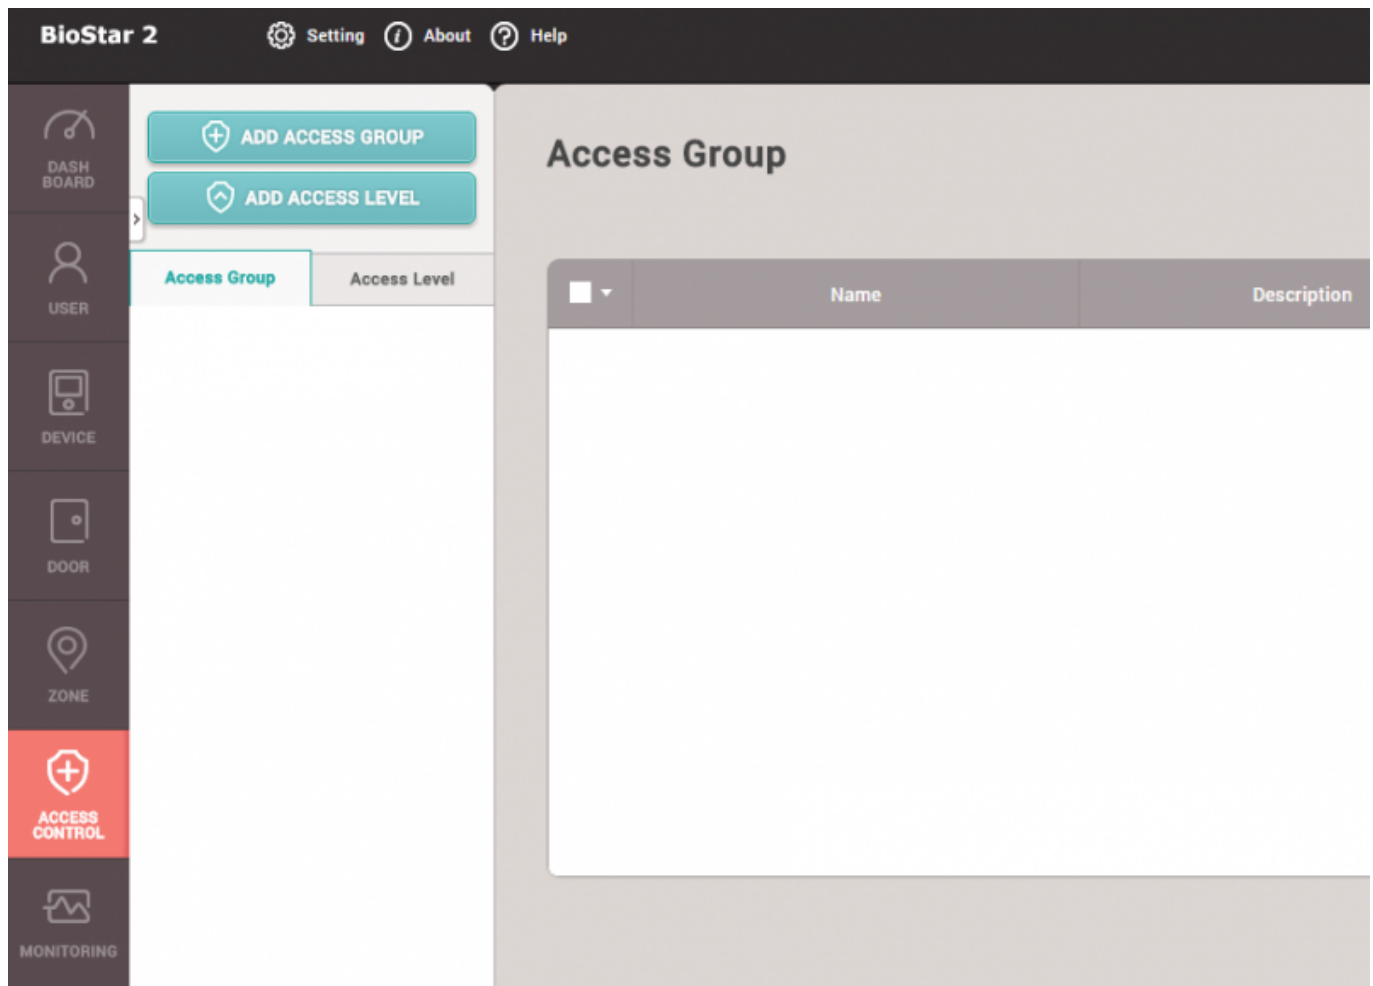 BioStar 2
Setting
About
Help
DASH
BOARD
USER
DEVICE
DOOR
ZONE
ACCESS
CONTROL
MONITORING
ADD ACCESS GROUP
ADD ACCESS LEVEL
Access Group
Access Level
Access Group
Name
Description